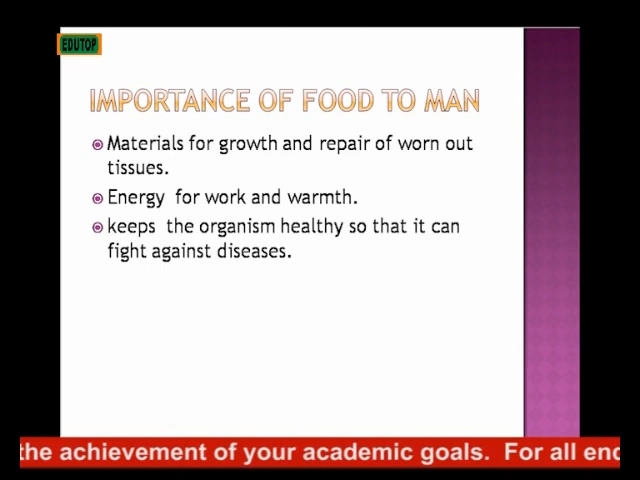 EDUTOP
IMPORTANCE OF FOOD TO MAN
Materials for growth and repair of worn out
tissues.
Energy for work and warmth.
keeps the organism healthy so that it can
fight against diseases.
the achievement of your academic goals. For all